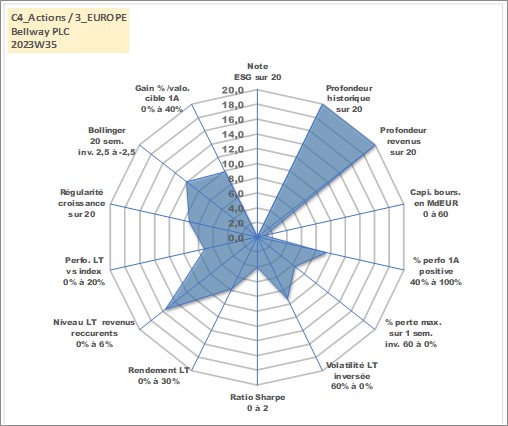 C4_Actions / 3_EUROPE
Bellway PLC
2023W35
Note
ESG sur 20
Profondeur
historique
sur 20
Profondeur
revenus
sur 20
Capi. bours.
en MdEUR
0 à 60
% perfo 1A
positive
40% à 100%
% perte max.
sur 1 sem.
inv. 60 à 0%
Volatilité LT
inversée
60% à 0%
Ratio Sharpe
0 à 2
Rendement LT
0% à 30%
Niveau LT revenus
reccurents
0% à 6%
Perfo. LT
vs index
0% à 20%
Régularité
croissance
sur 20
Bollinger
20 sem.
inv. 2,5 à -2,5
Gain % /valo.
cible 1A
0% à 40%
20,0
18,0
16,0
14,0
12,0
10,0
8,0
6,0
4,0
2,0
0,0